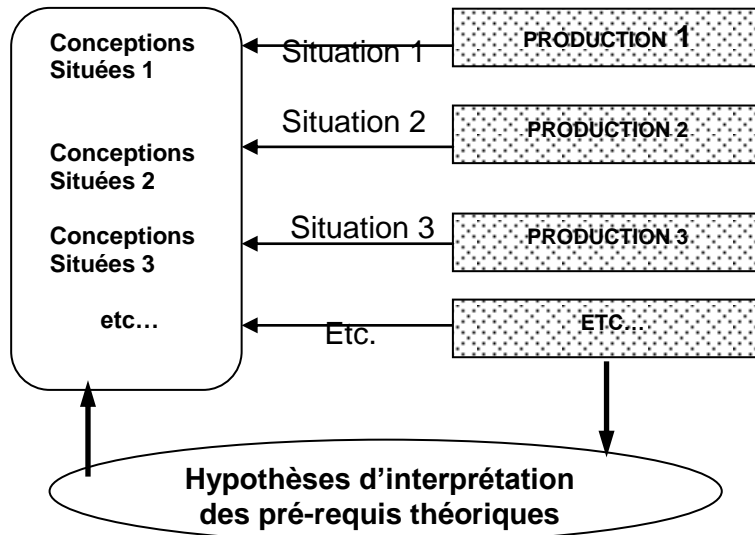 Conceptions
Situées 1
Situation 1
PRODUCTION 1
Situation 2
PRODUCTION 2
Conceptions
Situées 2
Situation 3
PRODUCTION 3
Conceptions
Situées 3
etc…
Etc.
ETC…
Hypothèses d’interprétation
des pré-requis théoriques